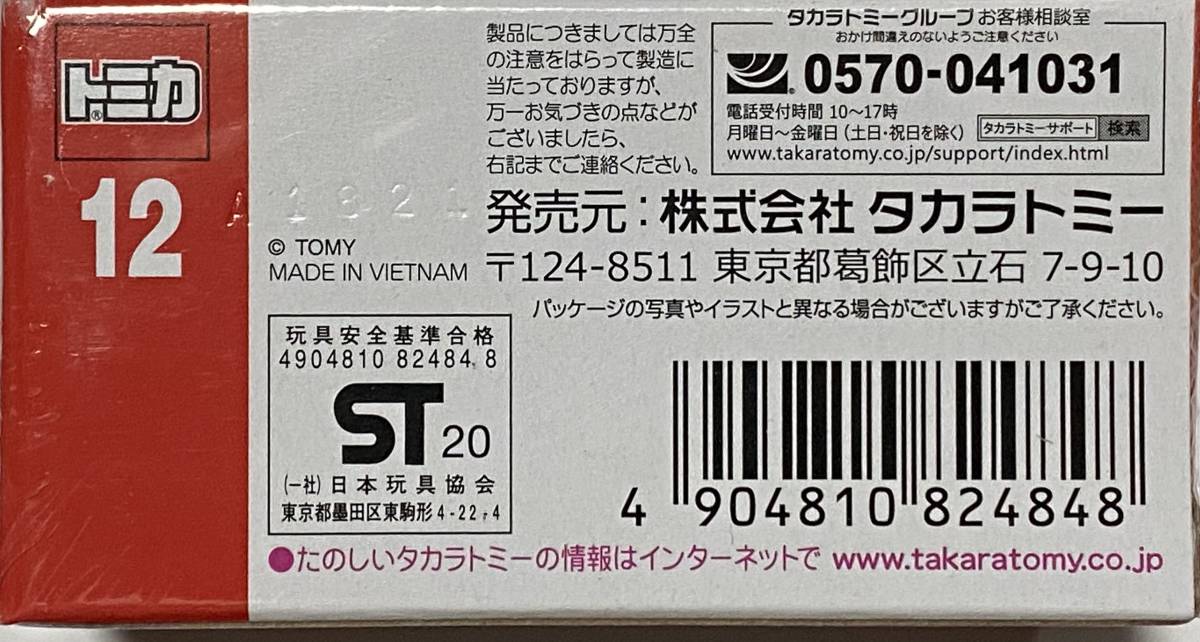 トミカ®
12
製品につきましては万全
の注意をはらって製造に
当たっておりますが、
万一お気づきの点などが
ございましたら、
右記までご連絡ください。
タカラトミーグループ お客様相談室
おかけ間違えのないようご注意ください
0570-041031
電話受付時間 10〜17時
月曜日〜金曜日(土日・祝日を除く) タカラトミーサポート 検索
www.takaratomy.co.jp/support/index.html
発売元:株式会社 タカラトミー
© TOMY
MADE IN VIETNAM
〒124-8511 東京都葛飾区立石 7-9-10
パッケージの写真やイラストと異なる場合がございますがご了承ください。
玩具安全基準合格
4904810 82484 8
ST 20
(一社)日本玩具協会
東京都墨田区東駒形4-22-4
4 904810 824848
●たのしいタカラトミーの情報はインターネットで www.takaratomy.co.jp